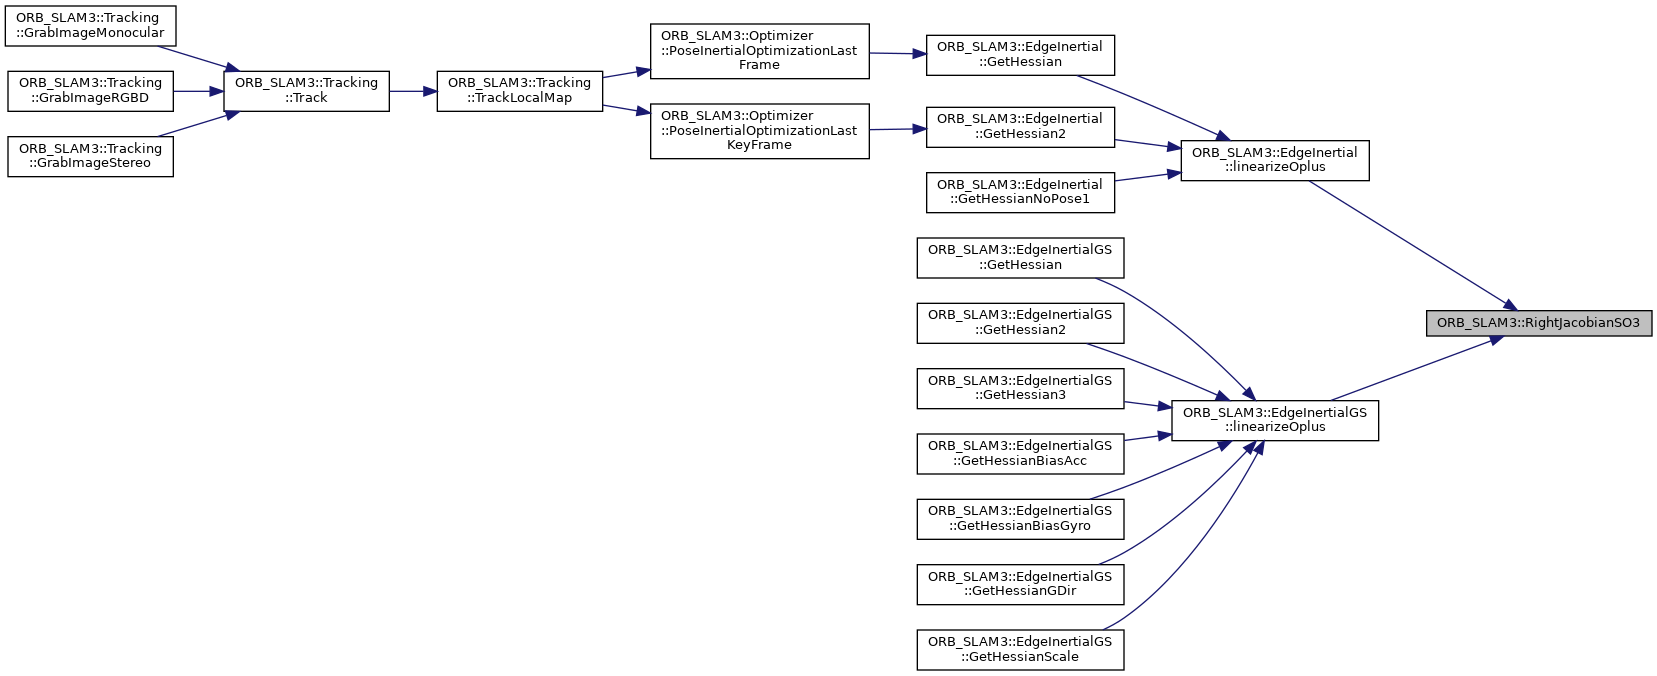 ORB_SLAM3::Tracking
::GrabImageMonocular
ORB_SLAM3::Tracking
::GrabImageRGBD
ORB_SLAM3::Tracking
::GrabImageStereo
ORB_SLAM3::Tracking
::Track
ORB_SLAM3::Tracking
::TrackLocalMap
ORB_SLAM3::Optimizer
::PoseInertialOptimizationLast
Frame
ORB_SLAM3::Optimizer
::PoseInertialOptimizationLast
KeyFrame
ORB_SLAM3::EdgeInertial
::GetHessian
ORB_SLAM3::EdgeInertial
::GetHessian2
ORB_SLAM3::EdgeInertial
::GetHessianNoPose1
ORB_SLAM3::EdgeInertialGS
::GetHessian
ORB_SLAM3::EdgeInertialGS
::GetHessian2
ORB_SLAM3::EdgeInertialGS
::GetHessian3
ORB_SLAM3::EdgeInertialGS
::GetHessianBiasAcc
ORB_SLAM3::EdgeInertialGS
::GetHessianBiasGyro
ORB_SLAM3::EdgeInertialGS
::GetHessianGDir
ORB_SLAM3::EdgeInertialGS
::GetHessianScale
ORB_SLAM3::EdgeInertial
::linearizeOplus
ORB_SLAM3::EdgeInertialGS
::linearizeOplus
ORB_SLAM3::RightJacobianSO3